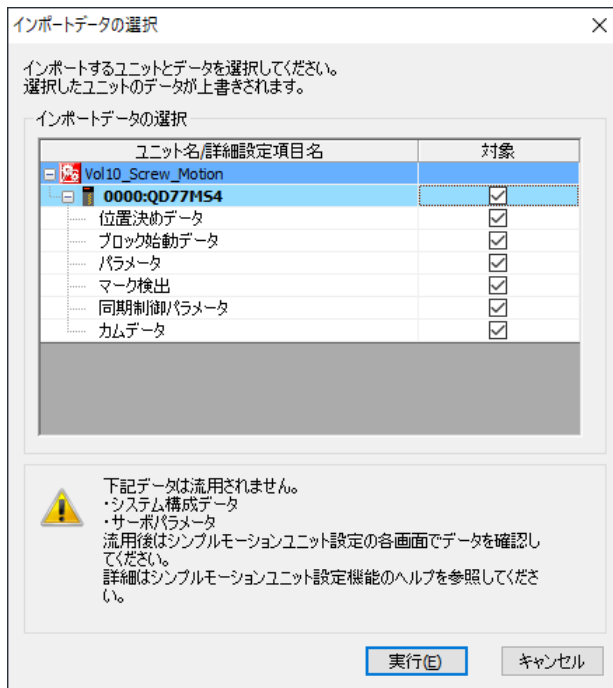 インポートデータの選択
インポートするユニットとデータを選択してください。
選択したユニットのデータが上書きされます。
インポートデータの選択
ユニット名/詳細設定項目名 対象
Vol10_Screw_Motion
0000:QD77MS4
位置決めデータ
ブロック始動データ
パラメータ
マーク検出
同期制御パラメータ
カムデータ
下記データは流用されません。
・システム構成データ
・サーボパラメータ
流用後はシンプルモーションユニット設定の各画面でデータを確認し
てください。
詳細はシンプルモーションユニット設定機能のヘルプを参照してくださ
い。
実行(E) キャンセル